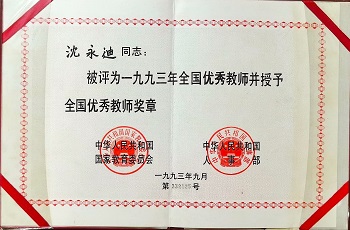 沈永迪同志：
被评为一九九三年全国优秀教师并授予
全国优秀教师奖章
中华人民共和国
国家教育委员会
中华人民共和国
人事部
一九九三年九月